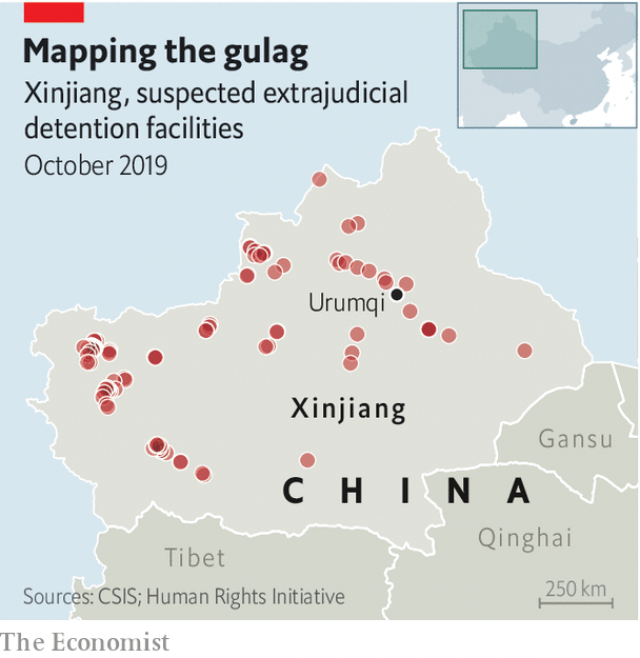 Mapping the gulag
Xinjiang, suspected extrajudicial
detention facilities
October 2019
Urumqi
Xinjiang
Gansu
CHINA
Qinghai
Tibet
250 km
Sources: CSIS; Human Rights Initiative
The Economist